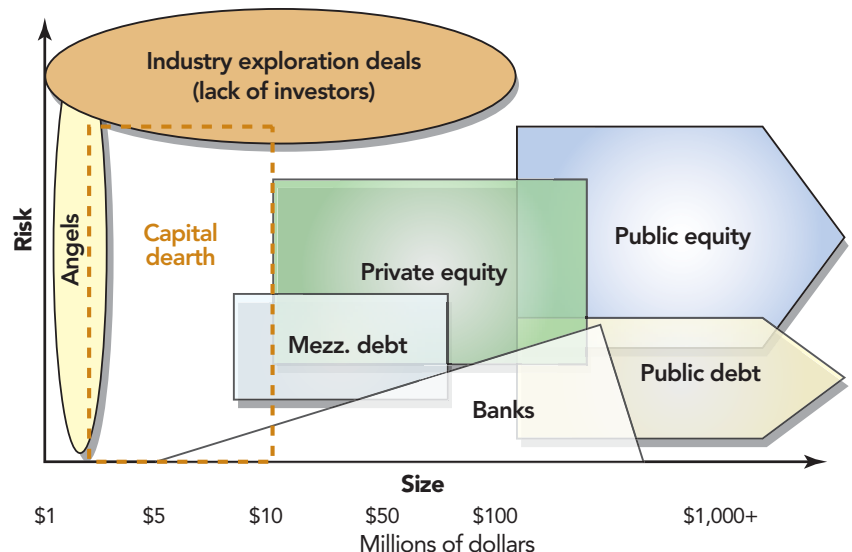 Industry exploration deals
(lack of investors)
Risk
Angels
Capital
dearth
Private equity
Public equity
Mezz. debt
Public debt
Banks
Size
$1 $5 $10 $50 $100 $1,000+
Millions of dollars